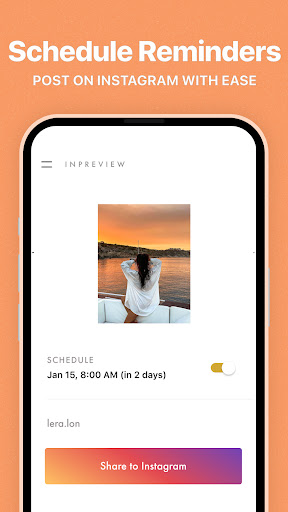 Schedule Reminders
POST ON INSTAGRAM WITH EASE
INPREVIEW
SCHEDULE
Jan 15, 8:00 AM (in 2 days)
lera.lon
Share to Instagram